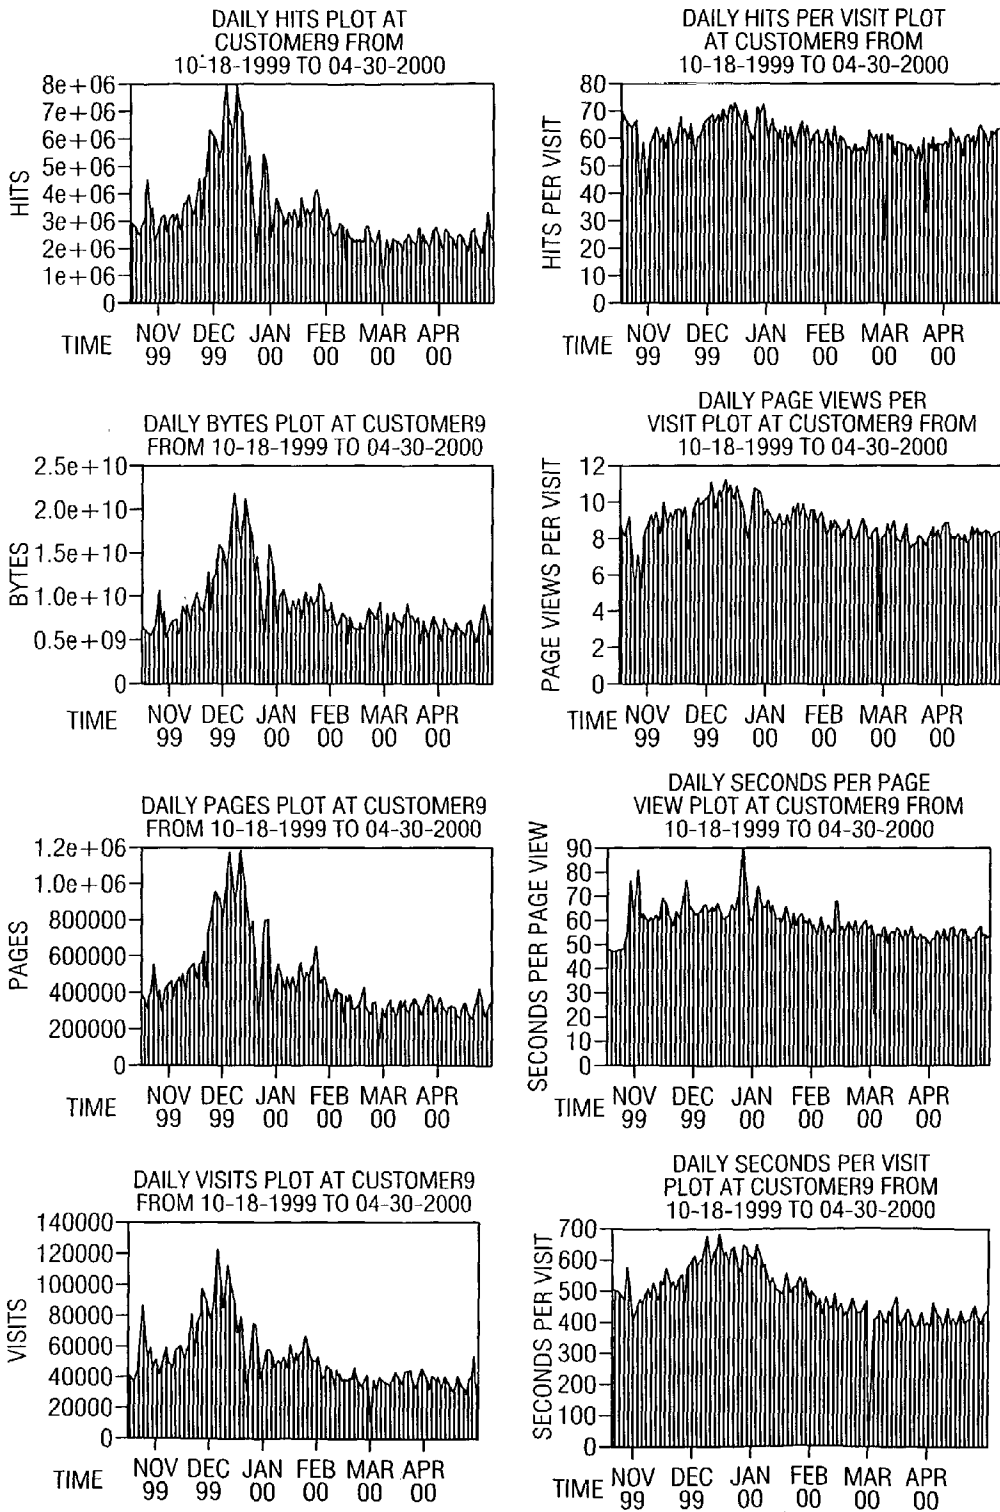 DAILY HITS PLOT AT
CUSTOMER9 FROM
10-18-1999 TO 04-30-2000
8e+06
7e+06
6e+06
5e+06
4e+06
3e+06
2e+06
1e+06
0
HITS
TIME
NOV DEC JAN FEB MAR APR
99 99 00 00 00 00
DAILY HITS PER VISIT PLOT
AT CUSTOMER9 FROM
10-18-1999 TO 04-30-2000
80
70
60
50
40
30
20
10
0
HITS PER VISIT
TIME
NOV DEC JAN FEB MAR APR
99 99 00 00 00 00
DAILY BYTES PLOT AT CUSTOMER9
FROM 10-18-1999 TO 04-30-2000
2.5e+10
2.0e+10
1.5e+10
1.0e+10
0.5e+09
0
BYTES
TIME
NOV DEC JAN FEB MAR APR
99 99 00 00 00 00
DAILY PAGE VIEWS PER
VISIT PLOT AT CUSTOMER9 FROM
10-18-1999 TO 04-30-2000
12
10
8
6
4
2
0
PAGE VIEWS PER VISIT
TIME
NOV DEC JAN FEB MAR APR
99 99 00 00 00 00
DAILY PAGES PLOT AT CUSTOMER9
FROM 10-18-1999 TO 04-30-2000
1.2e+06
1.0e+06
800000
600000
400000
200000
0
PAGES
TIME
NOV DEC JAN FEB MAR APR
99 99 00 00 00 00
DAILY SECONDS PER PAGE
VIEW PLOT AT CUSTOMER9 FROM
10-18-1999 TO 04-30-2000
90
80
70
60
50
40
30
20
10
0
SECONDS PER PAGE VIEW
TIME
NOV DEC JAN FEB MAR APR
99 99 00 00 00 00
DAILY VISITS PLOT AT CUSTOMER9
FROM 10-18-1999 TO 04-30-2000
140000
120000
100000
80000
60000
40000
20000
0
VISITS
TIME
NOV DEC JAN FEB MAR APR
99 99 00 00 00 00
DAILY SECONDS PER VISIT
PLOT AT CUSTOMER9 FROM
10-18-1999 TO 04-30-2000
700
600
500
400
300
200
100
0
SECONDS PER VISIT
TIME
NOV DEC JAN FEB MAR APR
99 99 00 00 00 00